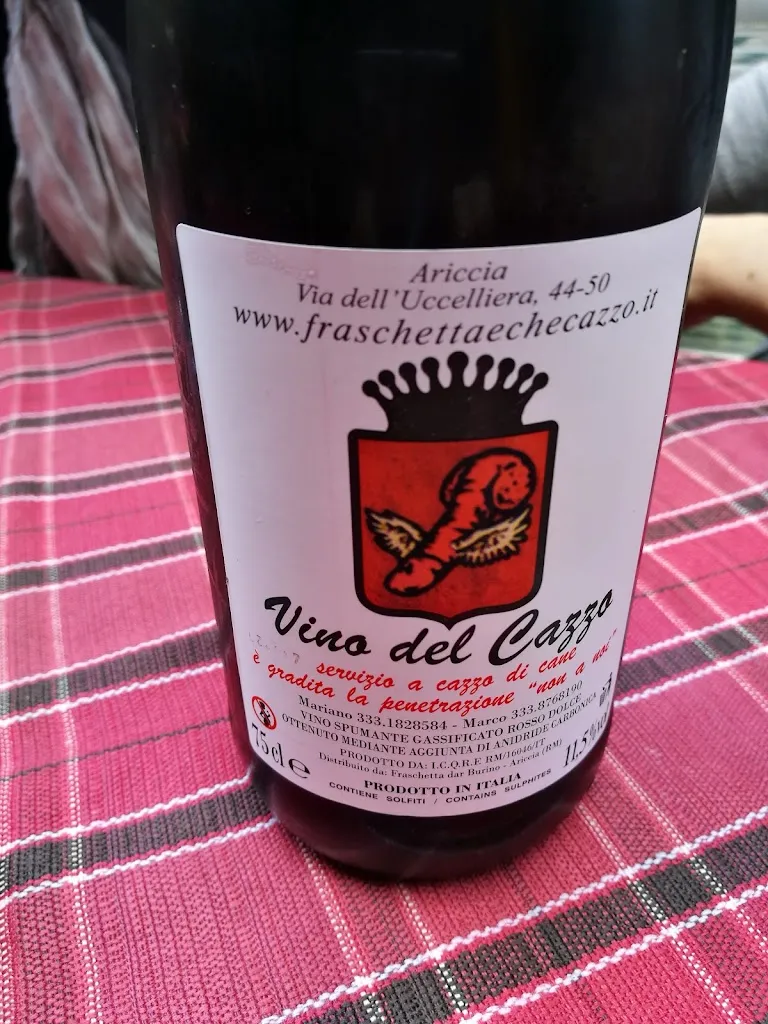 Ariccia
Via dell'Uccelliera, 44-50
www.fraschettaechecazzo.it
Vino del Cazzo
servizio a cazzo di cane
è gradita la penetrazione "non a noi"
Mariano 333.1828584 - Marco 333.8768190
VINO SPUMANTE GASSIFICATO ROSSO DOLCE
OTTENUTO MEDIANTE AGGIUNTA DI ANIDRIDE CARBONICA
PRODOTTO DA: I.C.Q.R.F. RM/16046/IT
Distribuito da: Fraschetta dar Burino - Ariccia (RM)
75 cl e 11,5% vol
PRODOTTO IN ITALIA
CONTIENE SOLFITI / CONTAINS SULPHITES